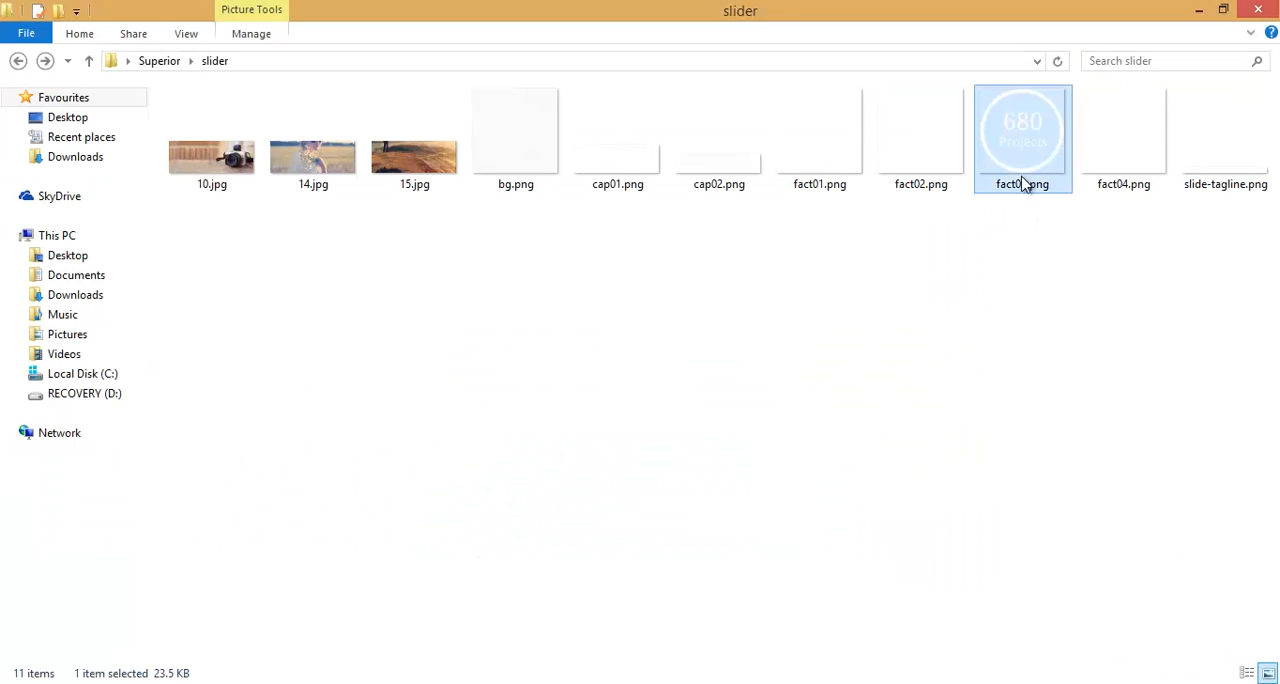 Picture Tools
slider
File
Home
Share
View
Manage
Superior
slider
Search slider
Favourites
Desktop
Recent places
Downloads
SkyDrive
This PC
Desktop
Documents
Downloads
Music
Pictures
Videos
Local Disk (C:)
RECOVERY (D:)
Network
680
Projects
10.jpg
14.jpg
15.jpg
bg.png
cap01.png
cap02.png
fact01.png
fact02.png
fact04.png
slide-tagline.png
11 items
1 item selected 23.5 KB